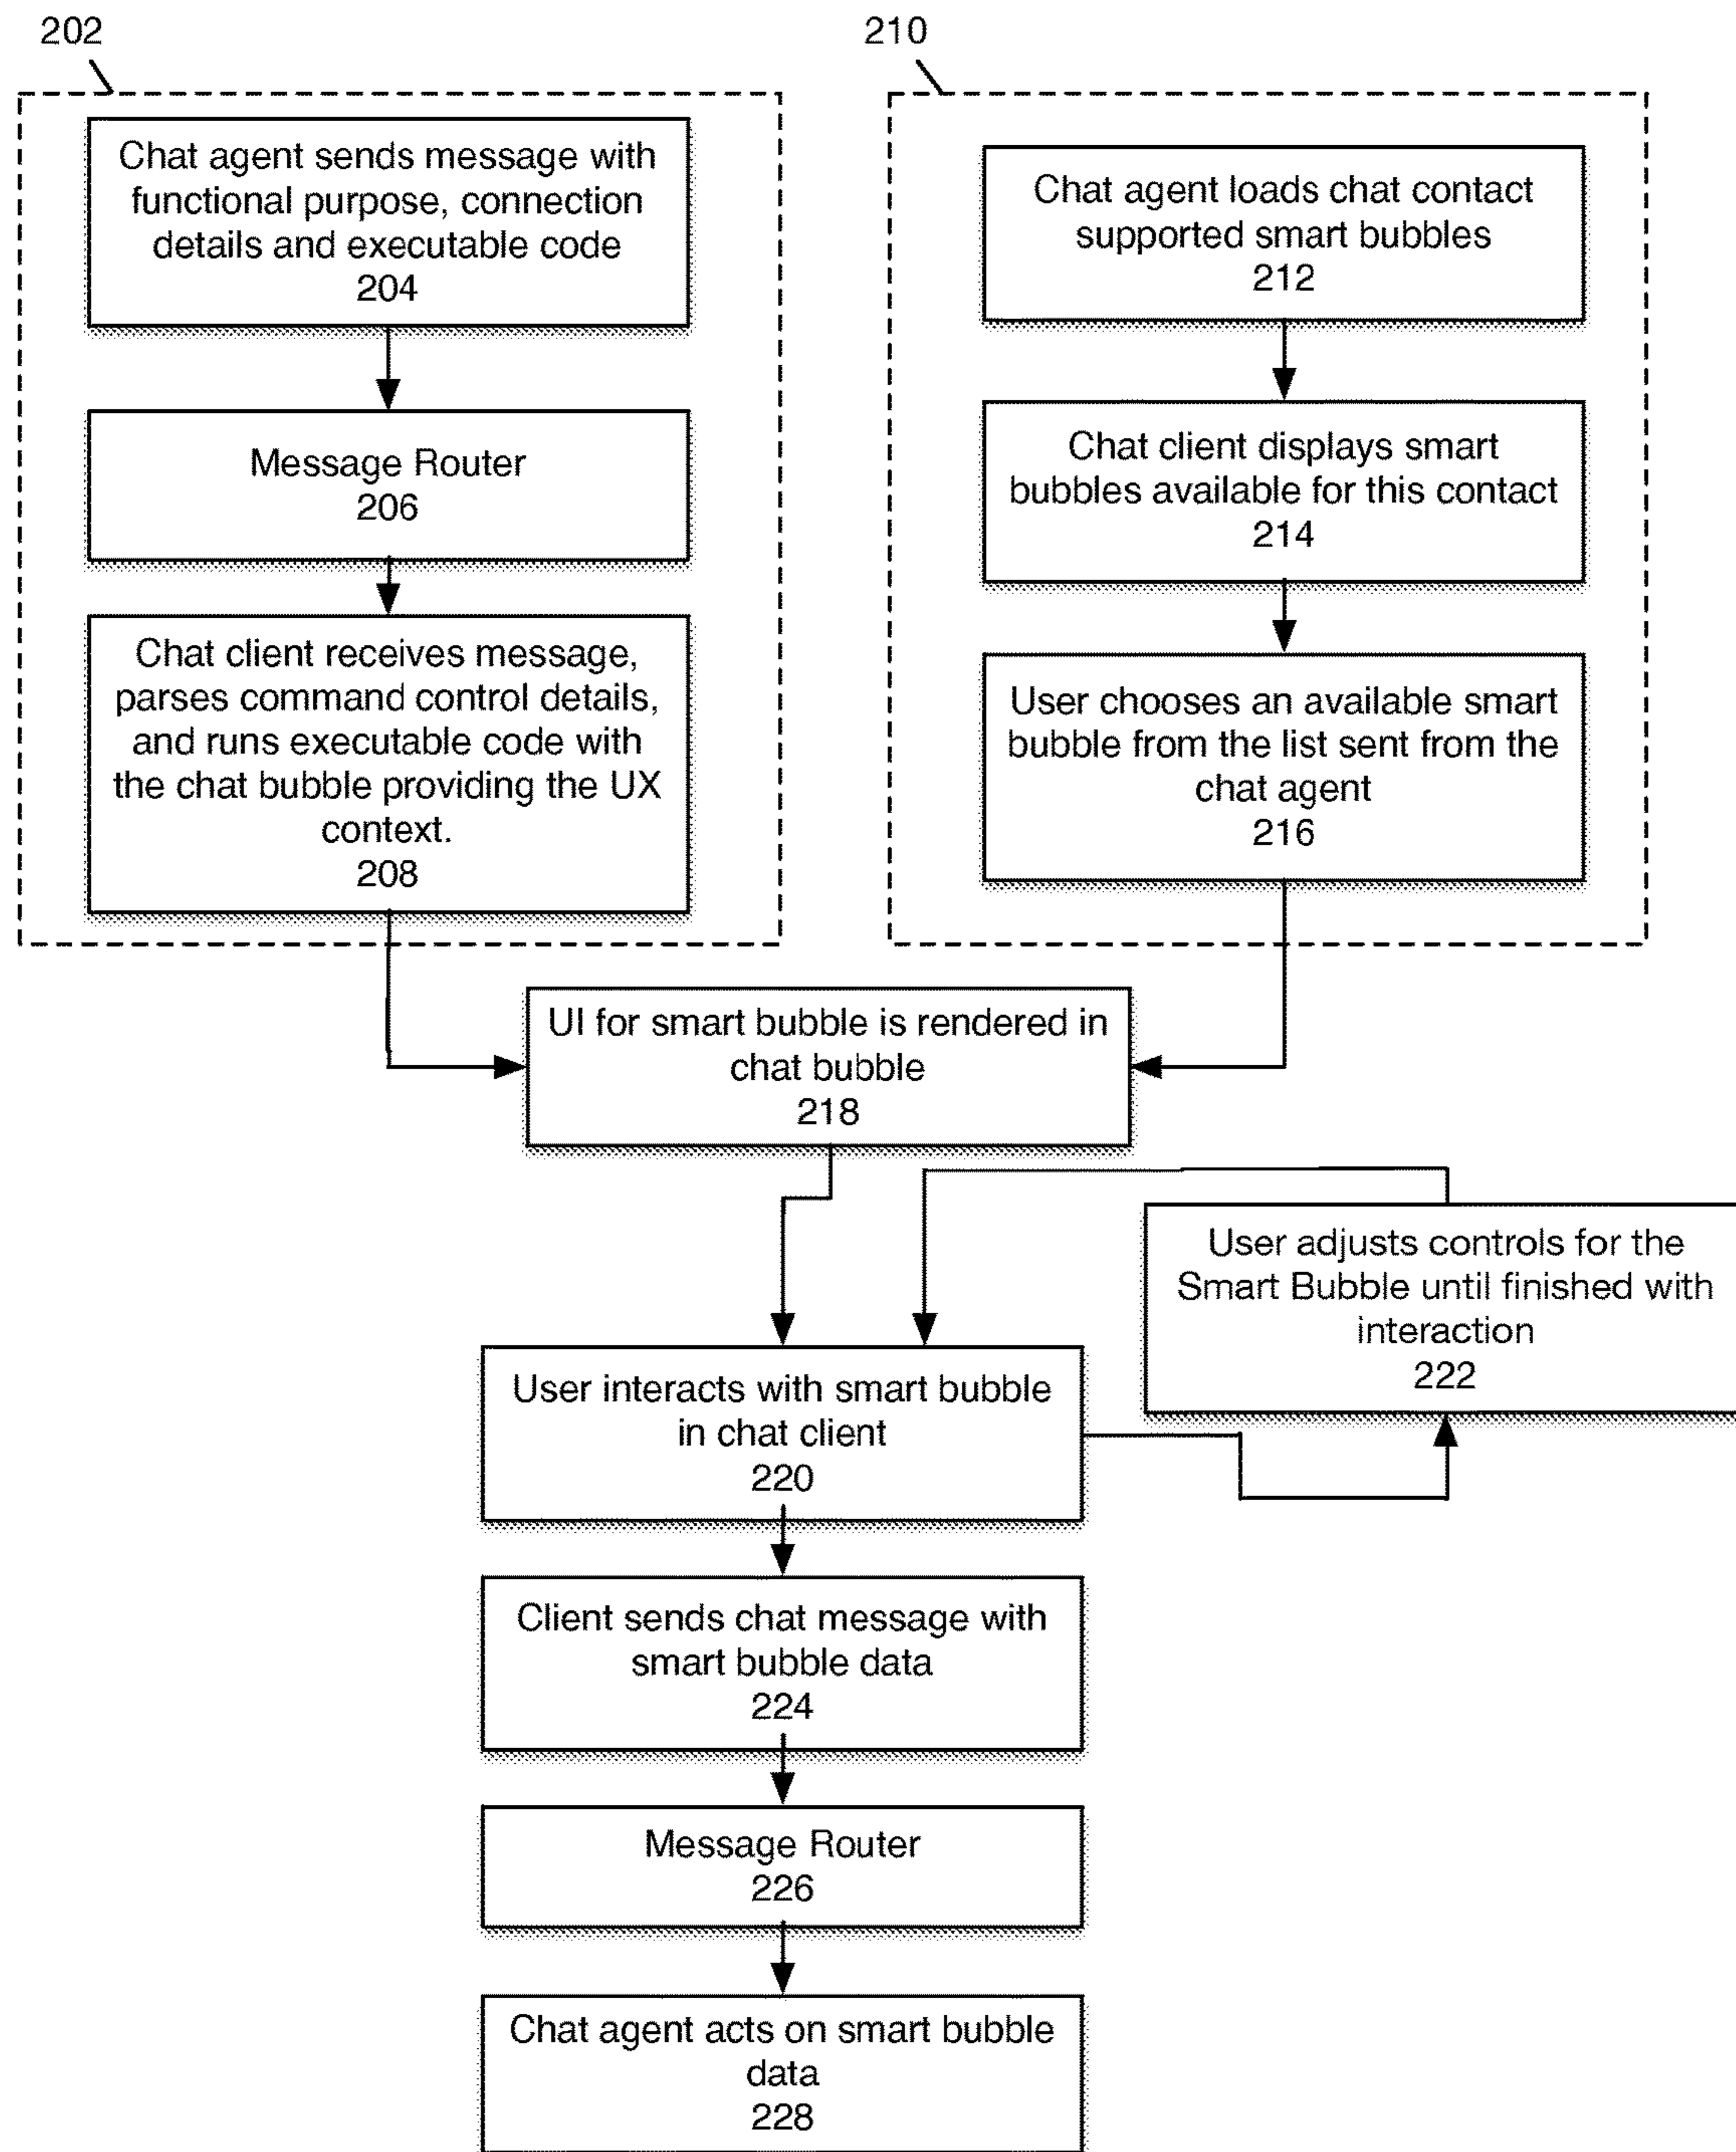 202
Chat agent sends message with
functional purpose, connection
details and executable code
204
Message Router
206
Chat client receives message,
parses command control details,
and runs executable code with
the chat bubble providing the UX
context.
208
210
Chat agent loads chat contact
supported smart bubbles
212
Chat client displays smart
bubbles available for this contact
214
User chooses an available smart
bubble from the list sent from the
chat agent
216
UI for smart bubble is rendered in
chat bubble
218
User adjusts controls for the
Smart Bubble until finished with
interaction
222
User interacts with smart bubble
in chat client
220
Client sends chat message with
smart bubble data
224
Message Router
226
Chat agent acts on smart bubble
data
228